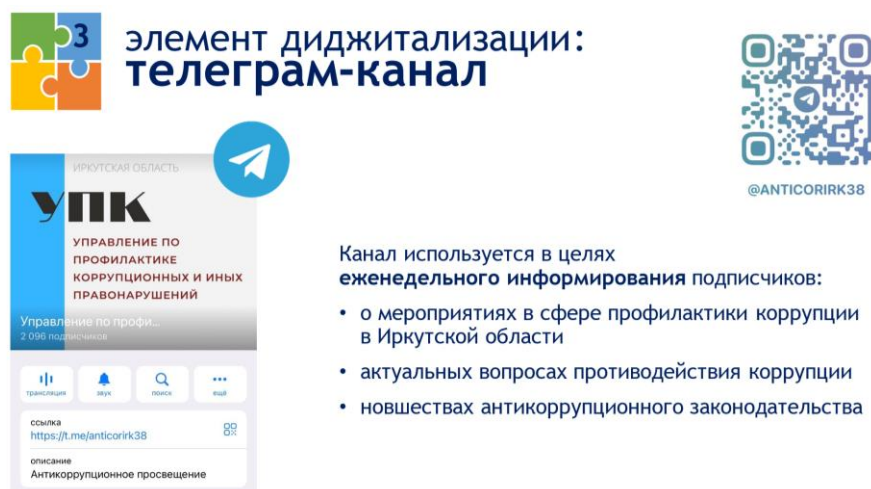 3
элемент диджитализации:
телеграм-канал
@ANTICORIRK38
ИРКУТСКАЯ ОБЛАСТЬ
УПК
УПРАВЛЕНИЕ ПО
ПРОФИЛАКТИКЕ
КОРРУПЦИОННЫХ И ИНЫХ
ПРАВОНАРУШЕНИЙ
Управление по профи...
2 096 подписчиков
трансляция
звук
поиск
ещё
ссылка
https://t.me/anticorirk38
описание
Антикоррупционное просвещение
Канал используется в целях
еженедельного информирования подписчиков:
• о мероприятиях в сфере профилактики коррупции
в Иркутской области
• актуальных вопросах противодействия коррупции
• новшествах антикоррупционного законодательства